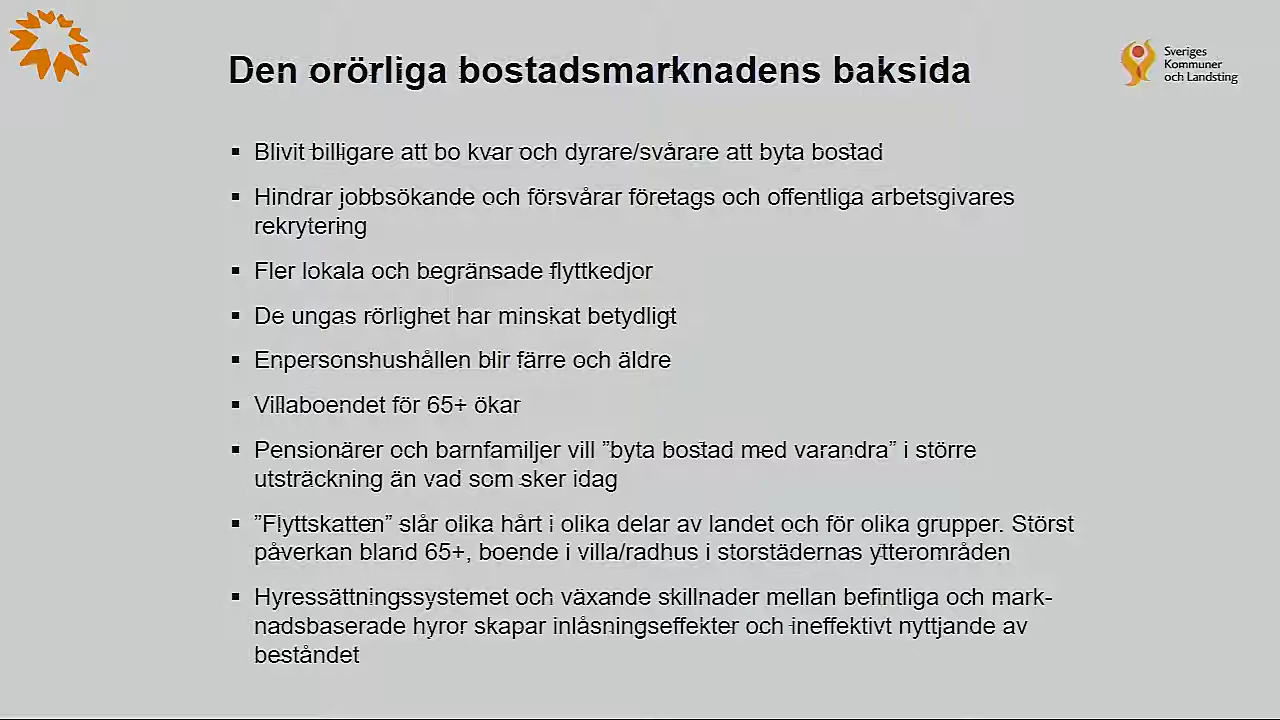 Den orörliga bostadsmarknadens baksida
Sveriges
Kommuner
och Landsting
▪ Blivit billigare att bo kvar och dyrare/svårare att byta bostad
▪ Hindrar jobbsökande och försvårar företags och offentliga arbetsgivares
rekrytering
▪ Fler lokala och begränsade flyttkedjor
▪ De ungas rörlighet har minskat betydligt
▪ Enpersonshushållen blir färre och äldre
▪ Villaboendet för 65+ ökar
▪ Pensionärer och barnfamiljer vill ”byta bostad med varandra” i större
utsträckning än vad som sker idag
▪ ”Flyttskatten” slår olika hårt i olika delar av landet och för olika grupper. Störst
påverkan bland 65+, boende i villa/radhus i storstädernas ytterområden
▪ Hyressättningssystemet och växande skillnader mellan befintliga och mark-
nadsbaserade hyror skapar inlåsningseffekter och ineffektivt nyttjande av
beståndet